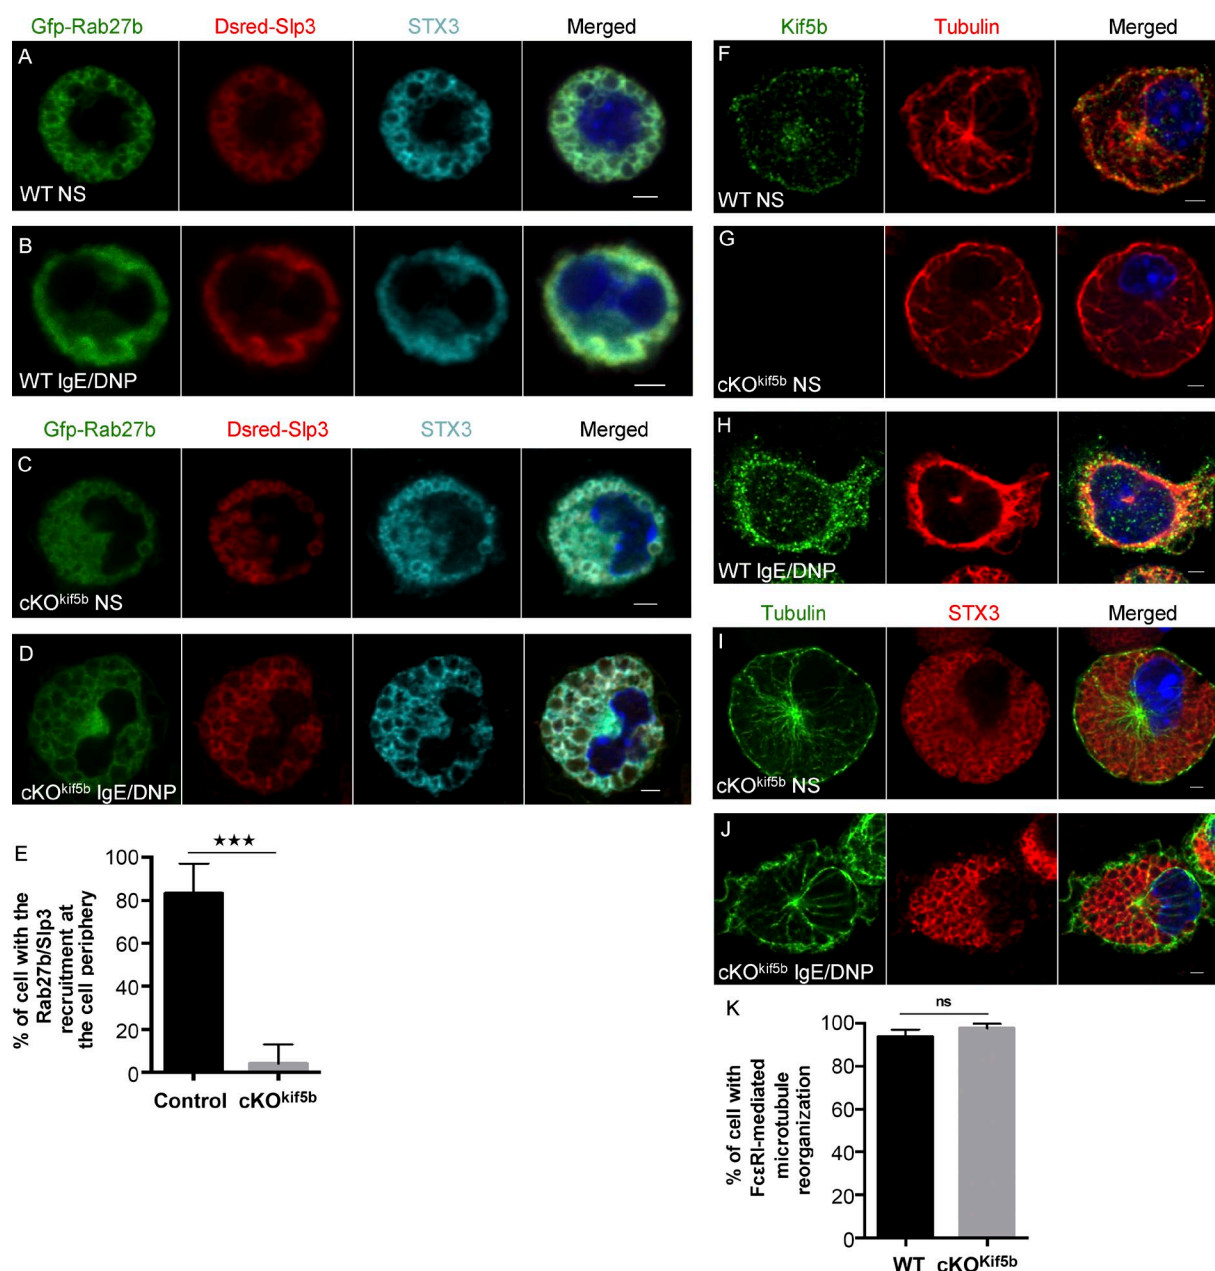 Gfp-Rab27b Dsred-Slp3 STX3 Merged
A
WT NS
B
WT IgE/DNP
Gfp-Rab27b Dsred-Slp3 STX3 Merged
C
cKOkif5b NS
D
cKOkif5b IgE/DNP
E
★★★
% of cell with the
Rab27b/Slp3
recruitment at
the cell periphery
100
80
60
40
20
0
Control cKOkif5b
Kif5b Tubulin Merged
F
WT NS
G
cKOkif5b NS
H
WT IgE/DNP
Tubulin STX3 Merged
I
cKOkif5b NS
J
cKOkif5b IgE/DNP
K
ns
% of cell with
FcεRI-mediated
microtubule
reorganization
100
80
60
40
20
0
WT cKOKif5b